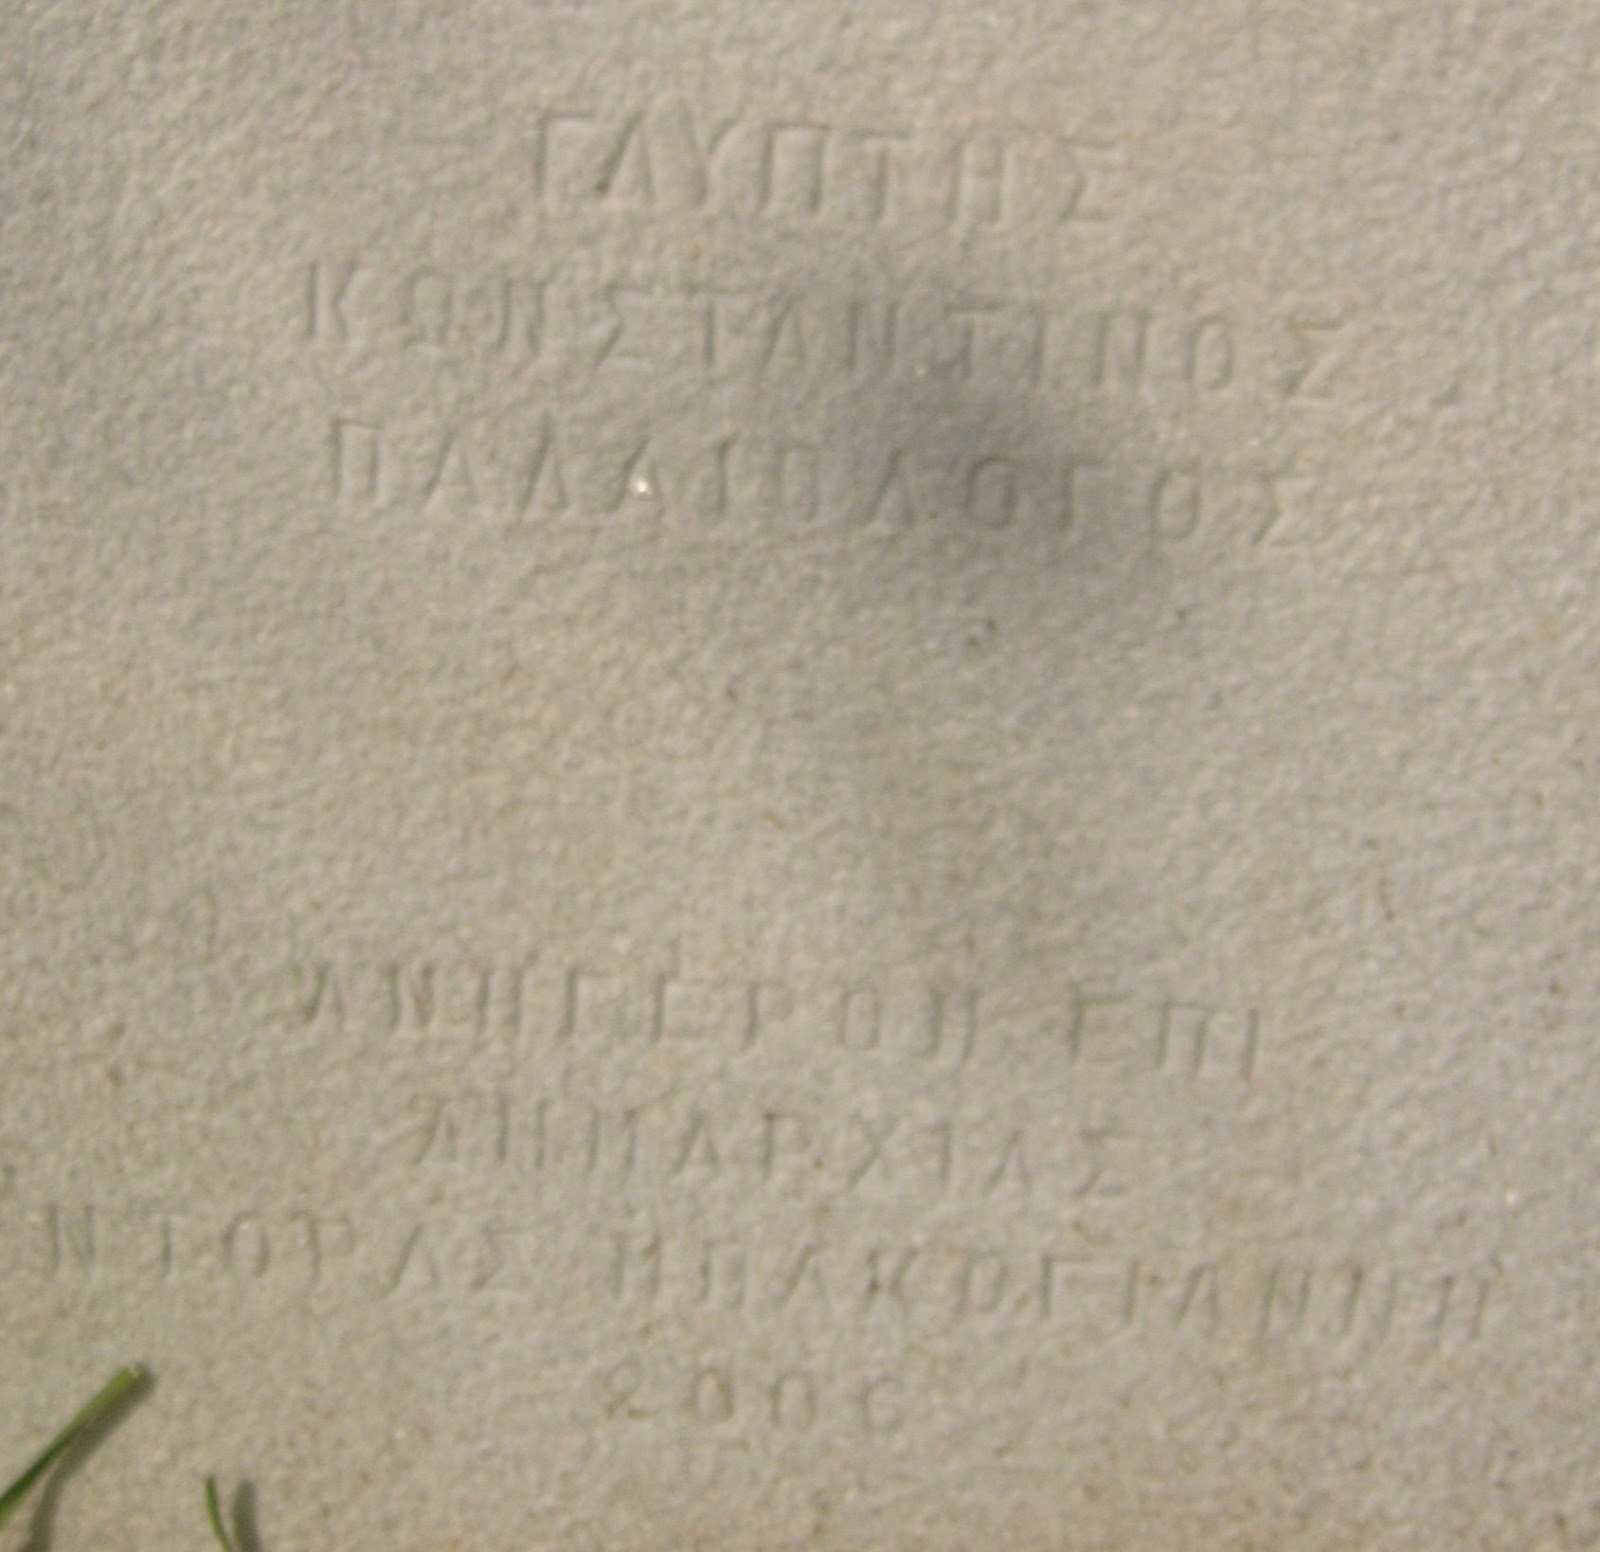 ΓΛΥΠΤΗΣ
ΚΩΝΣΤΑΝΤΙΝΟΣ
ΠΑΛΑΙΟΛΟΓΟΣ
ΑΝΗΓΕΡΘΗ ΕΠΙ
ΔΗΜΑΡΧΙΑΣ
ΝΤΟΡΑΣ ΜΠΑΚΟΓΙΑΝΝΗ
2006